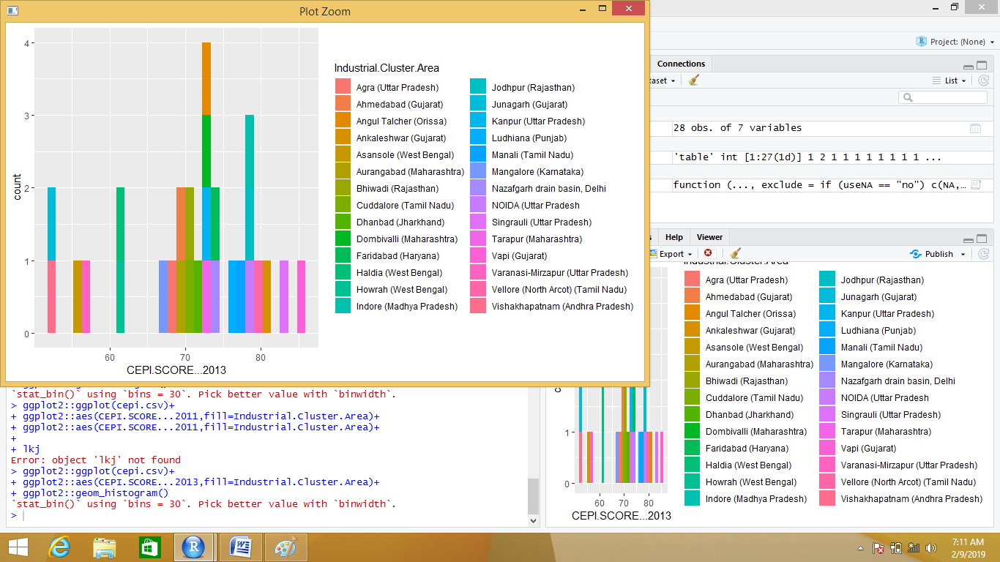 Plot Zoom
4
3
2
1
0
count
60
70
80
CEPI.SCORE...2013
Industrial.Cluster.Area
Agra (Uttar Pradesh)
Ahmedabad (Gujarat)
Angul Talcher (Orissa)
Ankaleshwar (Gujarat)
Asansole (West Bengal)
Aurangabad (Maharashtra)
Bhiwadi (Rajasthan)
Cuddalore (Tamil Nadu)
Dhanbad (Jharkhand)
Dombivalli (Maharashtra)
Faridabad (Haryana)
Haldia (West Bengal)
Howrah (West Bengal)
Indore (Madhya Pradesh)
Jodhpur (Rajasthan)
Junagarh (Gujarat)
Kanpur (Uttar Pradesh)
Ludhiana (Punjab)
Manali (Tamil Nadu)
Mangalore (Karnataka)
Nazafgarh drain basin, Delhi
NOIDA (Uttar Pradesh
Singrauli (Uttar Pradesh)
Tarapur (Maharashtra)
Vapi (Gujarat)
Varanasi-Mirzapur (Uttar Pradesh)
Vellore (North Arcot) (Tamil Nadu)
Vishakhapatnam (Andhra Pradesh)
Project: (None)
Connections
taset
List
28 obs. of 7 variables
'table' int [1:27(1d)] 1 2 1 1 1 1 1 1 1 1 ...
function (..., exclude = if (useNA == "no") c(NA,…
s Help Viewer
Export
Publish
Industrial.Cluster.Area
1
0
60
70
80
CEPI.SCORE...2013
Agra (Uttar Pradesh)
Ahmedabad (Gujarat)
Angul Talcher (Orissa)
Ankaleshwar (Gujarat)
Asansole (West Bengal)
Aurangabad (Maharashtra)
Bhiwadi (Rajasthan)
Cuddalore (Tamil Nadu)
Dhanbad (Jharkhand)
Dombivalli (Maharashtra)
Faridabad (Haryana)
Haldia (West Bengal)
Howrah (West Bengal)
Indore (Madhya Pradesh)
Jodhpur (Rajasthan)
Junagarh (Gujarat)
Kanpur (Uttar Pradesh)
Ludhiana (Punjab)
Manali (Tamil Nadu)
Mangalore (Karnataka)
Nazafgarh drain basin, Delhi
NOIDA (Uttar Pradesh
Singrauli (Uttar Pradesh)
Tarapur (Maharashtra)
Vapi (Gujarat)
Varanasi-Mirzapur (Uttar Pradesh)
Vellore (North Arcot) (Tamil Nadu)
Vishakhapatnam (Andhra Pradesh)
`stat_bin()` using `bins = 30`. Pick better value with `binwidth`.
> ggplot2::ggplot(cepi.csv)+
+ ggplot2::aes(CEPI.SCORE...2011,fill=Industrial.Cluster.Area)+
+ ggplot2::aes(CEPI.SCORE...2011,fill=Industrial.Cluster.Area)+
+
+ lkj
Error: object 'lkj' not found
> ggplot2::ggplot(cepi.csv)+
+ ggplot2::aes(CEPI.SCORE...2013,fill=Industrial.Cluster.Area)+
+ ggplot2::geom_histogram()
`stat_bin()` using `bins = 30`. Pick better value with `binwidth`.
>
7:11 AM
2/9/2019